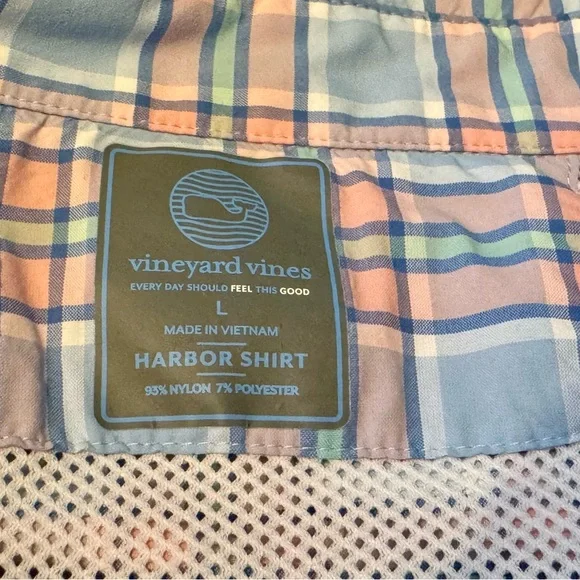 vineyard vines
EVERY DAY SHOULD FEEL THIS GOOD
L
MADE IN VIETNAM
HARBOR SHIRT
93% NYLON 7% POLYESTER